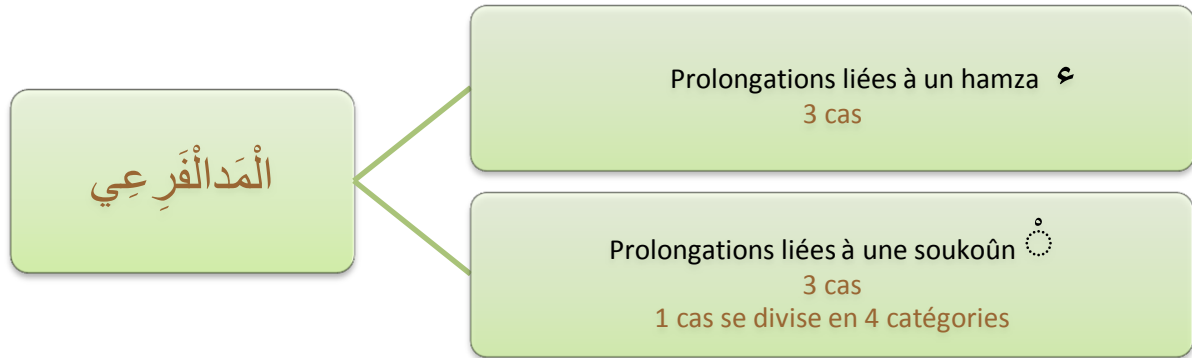 الْمَدالْفَرِعِي
Prolongations liées à un hamza ء
3 cas
Prolongations liées à une soukoûn ْ
3 cas
1 cas se divise en 4 catégories